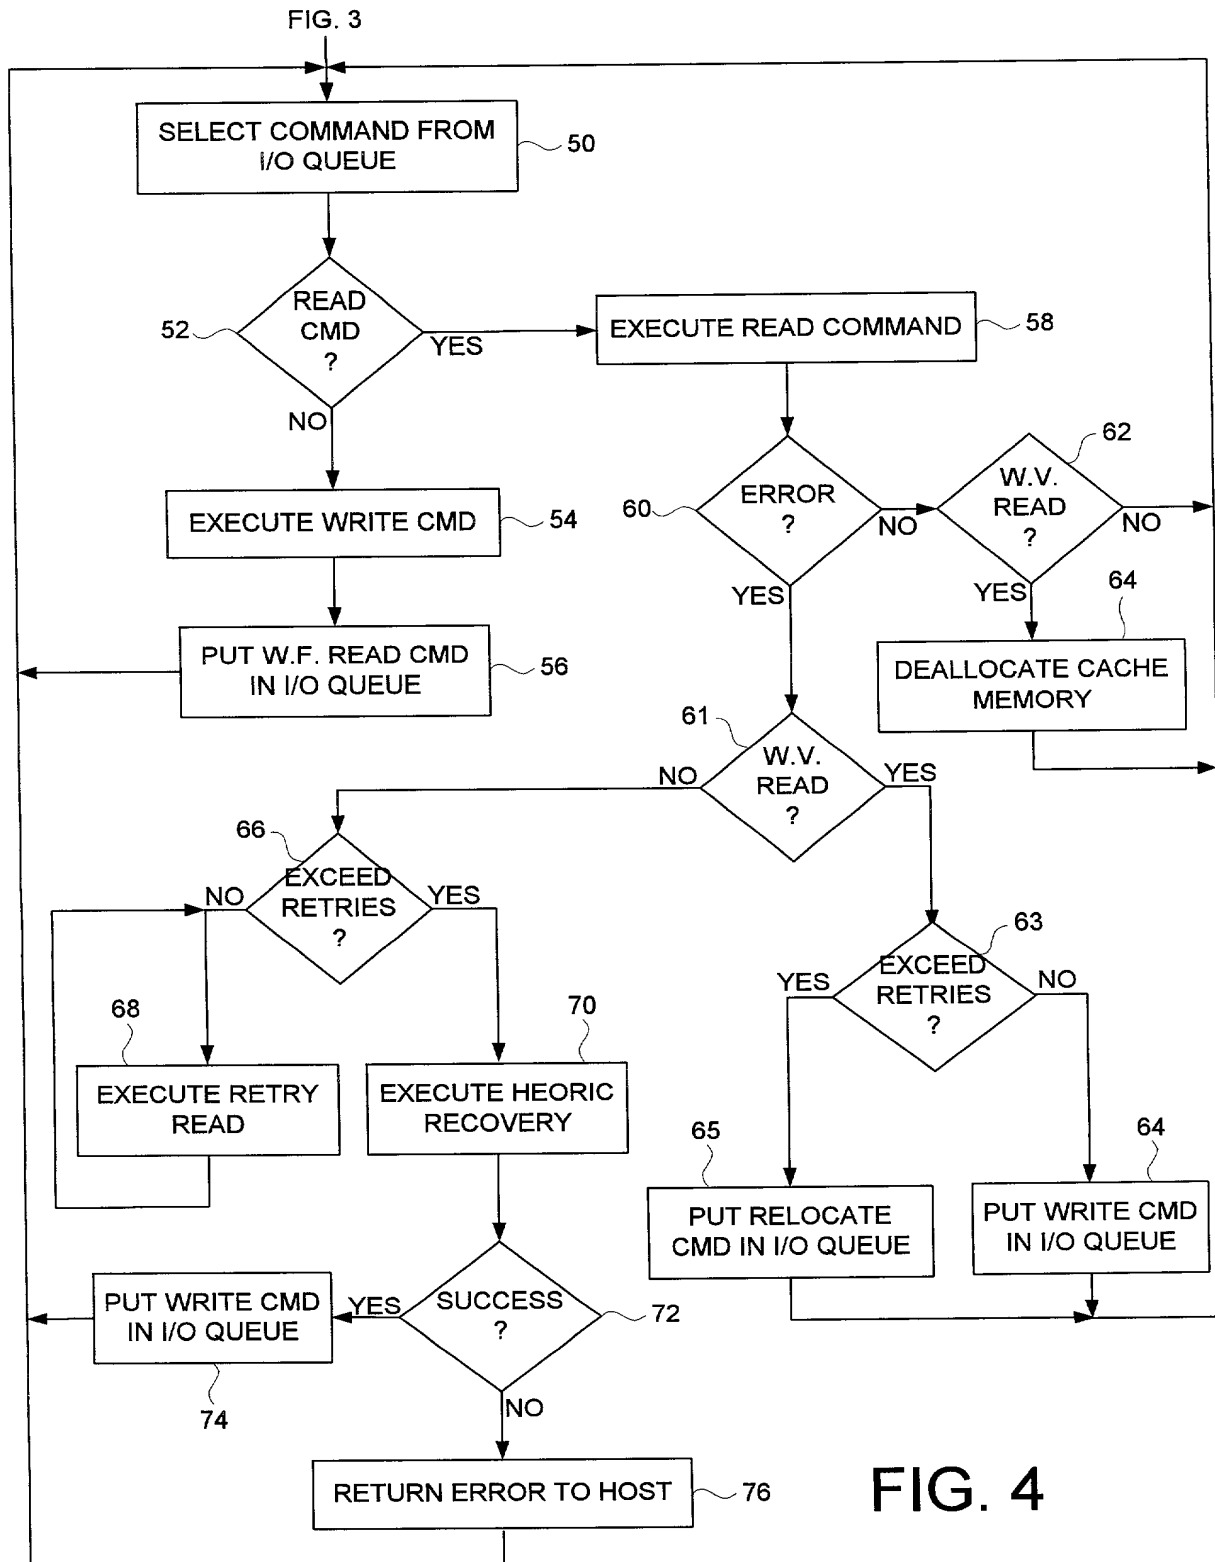 FIG. 3
SELECT COMMAND FROM
I/O QUEUE
50
READ
CMD
?
52
YES
NO
EXECUTE READ COMMAND
58
EXECUTE WRITE CMD
54
PUT W.F. READ CMD
IN I/O QUEUE
56
ERROR
?
60
NO
YES
62
W.V.
READ
?
NO
YES
64
DEALLOCATE CACHE
MEMORY
61
W.V.
READ
?
NO
YES
66
EXCEED
RETRIES
?
NO
YES
63
EXCEED
RETRIES
?
YES
NO
68
EXECUTE RETRY
READ
70
EXECUTE HEORIC
RECOVERY
65
PUT RELOCATE
CMD IN I/O QUEUE
64
PUT WRITE CMD
IN I/O QUEUE
SUCCESS
?
72
YES
NO
PUT WRITE CMD
IN I/O QUEUE
74
RETURN ERROR TO HOST
76
FIG. 4